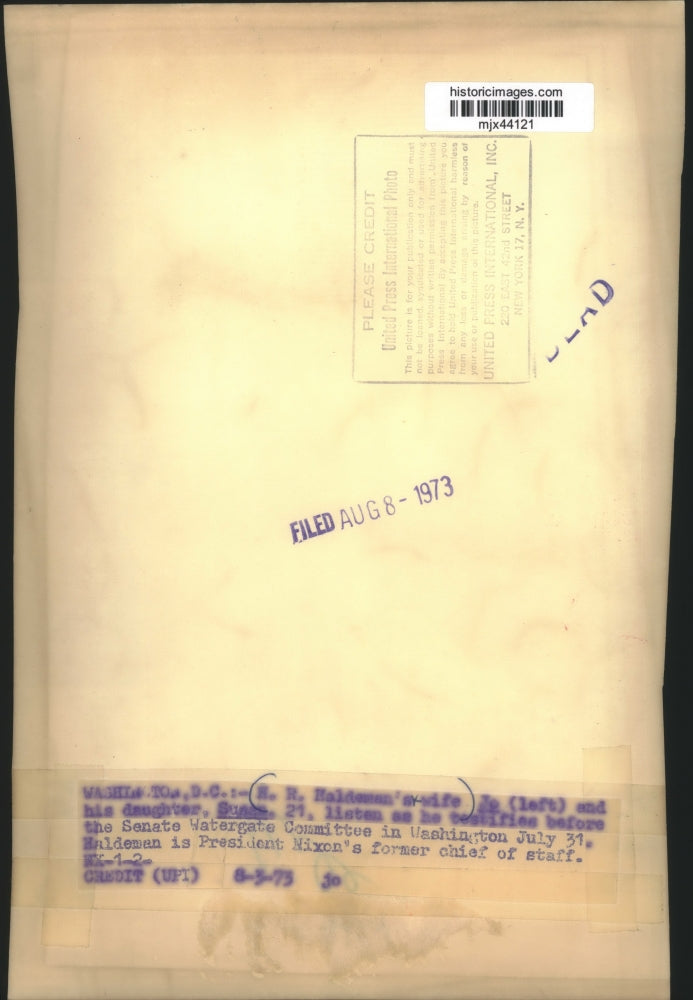 historicimages.com
mjx44121
PLEASE CREDIT
United Press International Photo
This picture is for your publication only and must
not be loaned, syndicated or used for advertising
purposes without written permission from United
Press International. By accepting this picture you
agree to hold United Press International harmless
from any loss or damage arising by reason of
your use or publication of this picture.
UNITED PRESS INTERNATIONAL, INC.
220 EAST 42nd STREET
NEW YORK 17, N. Y.
FILED AUG 8 - 1973
WASHINGTON, D.C.:- (H. R. Haldeman's wife) Jo (left) and
his daughter, Susan, 21, listen as he testifies before
the Senate Watergate Committee in Washington July 31.
Haldeman is President Nixon's former chief of staff.
WX-1-2-
CREDIT (UPI) 8-3-73 jo